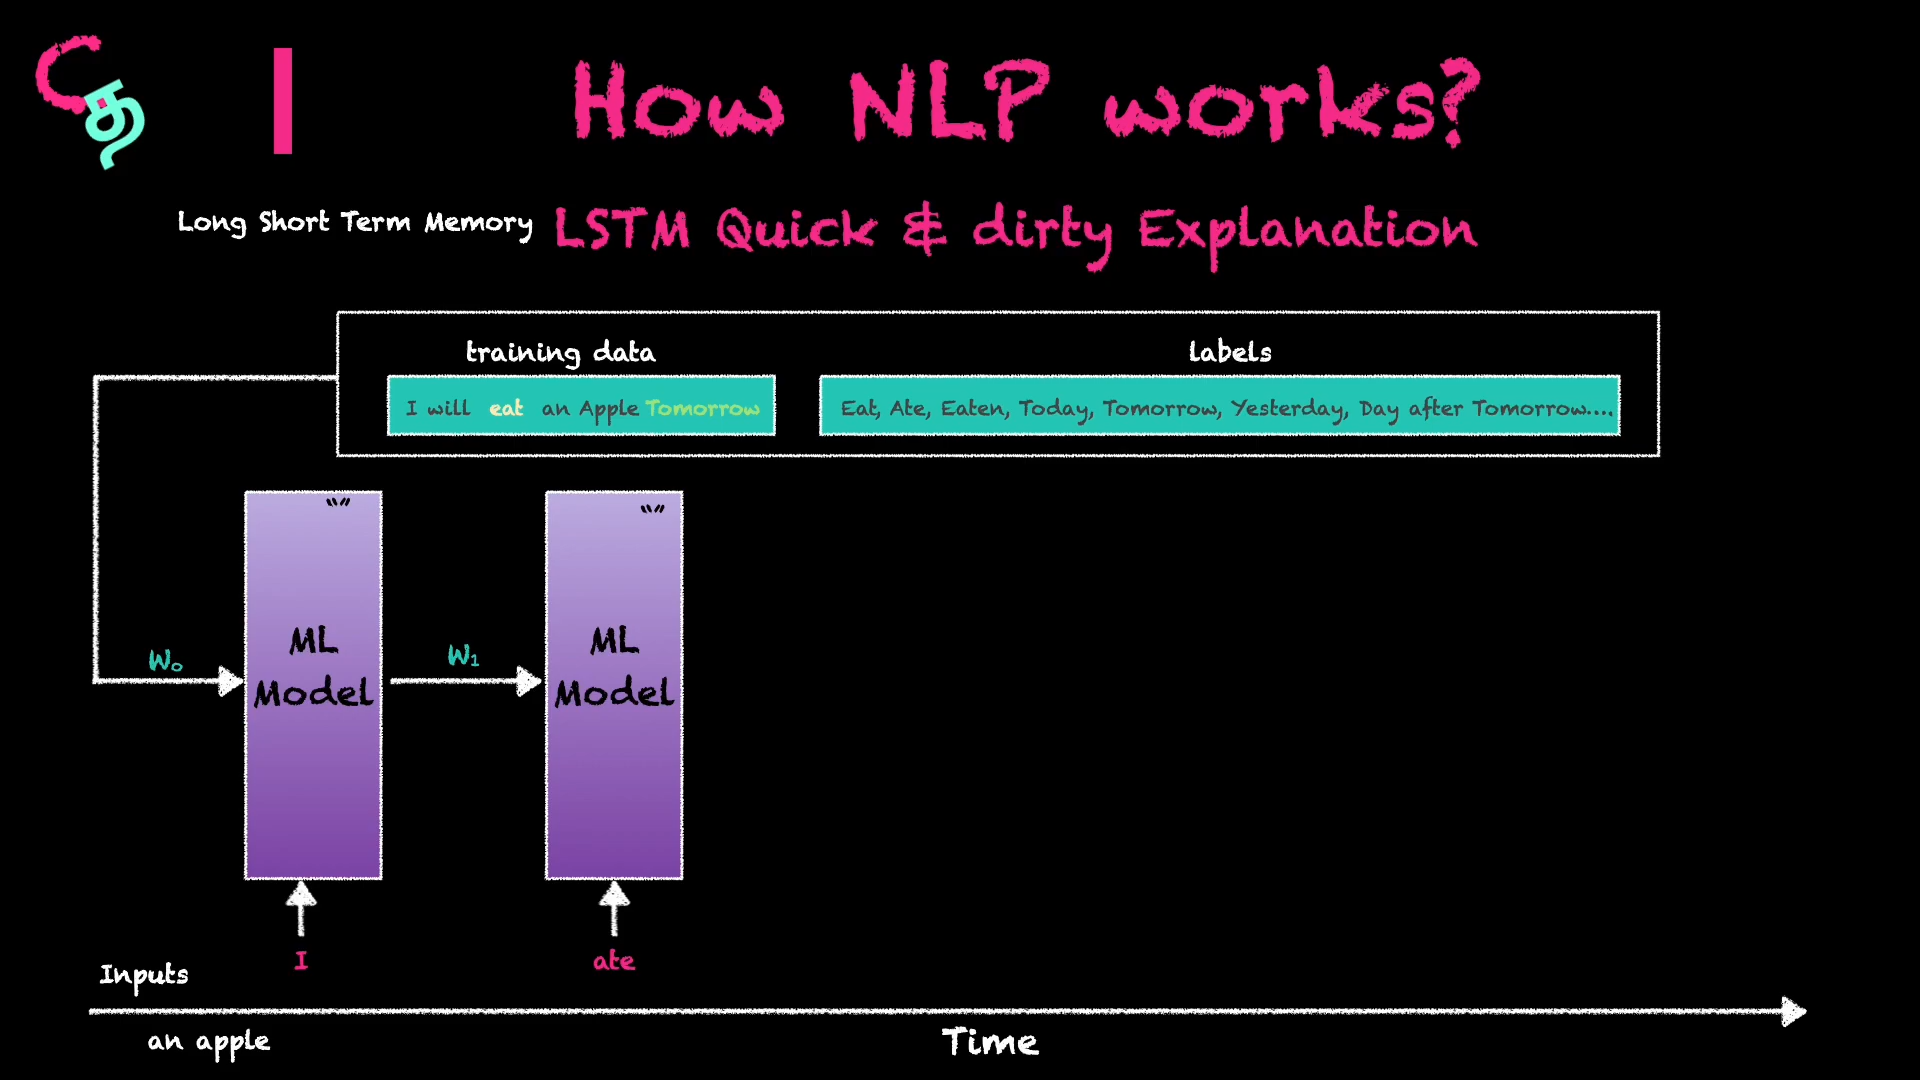 த
How NLP works?
Long Short Term Memory
LSTM Quick & dirty Explanation
training data
labels
I will eat an Apple Tomorrow
Eat, Ate, Eaten, Today, Tomorrow, Yesterday, Day after Tomorrow....
ML
Model
ML
Model
W₀
W₁
I
ate
Inputs
an apple
Time